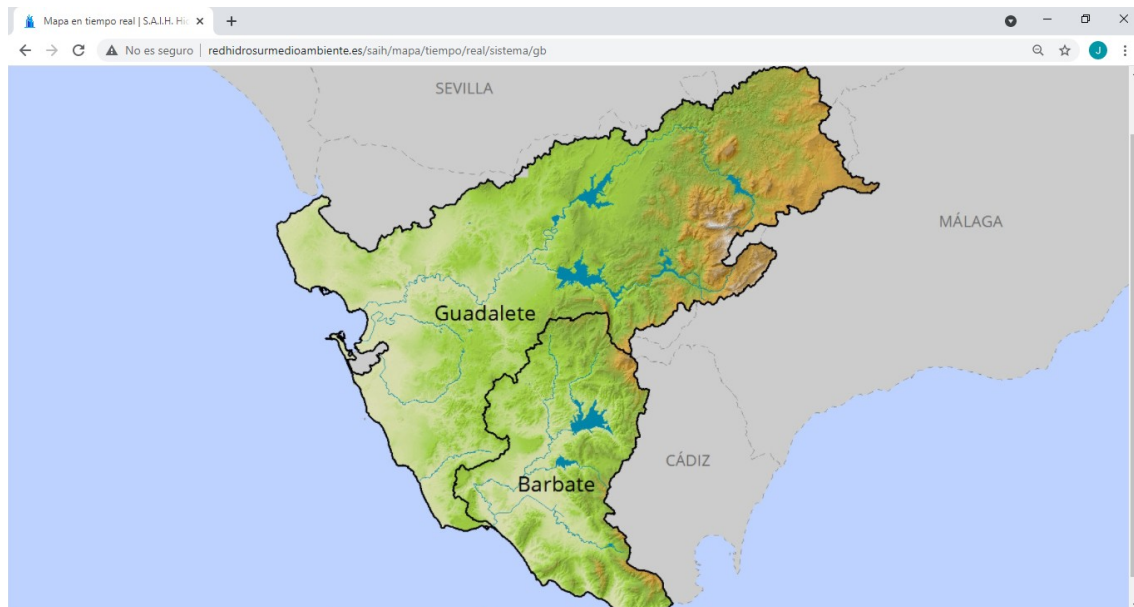 Mapa en tiempo real | S.A.I.H. Hi
No es seguro | redhidrosurmedioambiente.es/saih/mapa/tiempo/real/sistema/gb
J
SEVILLA
MÁLAGA
Guadalete
CÁDIZ
Barbate